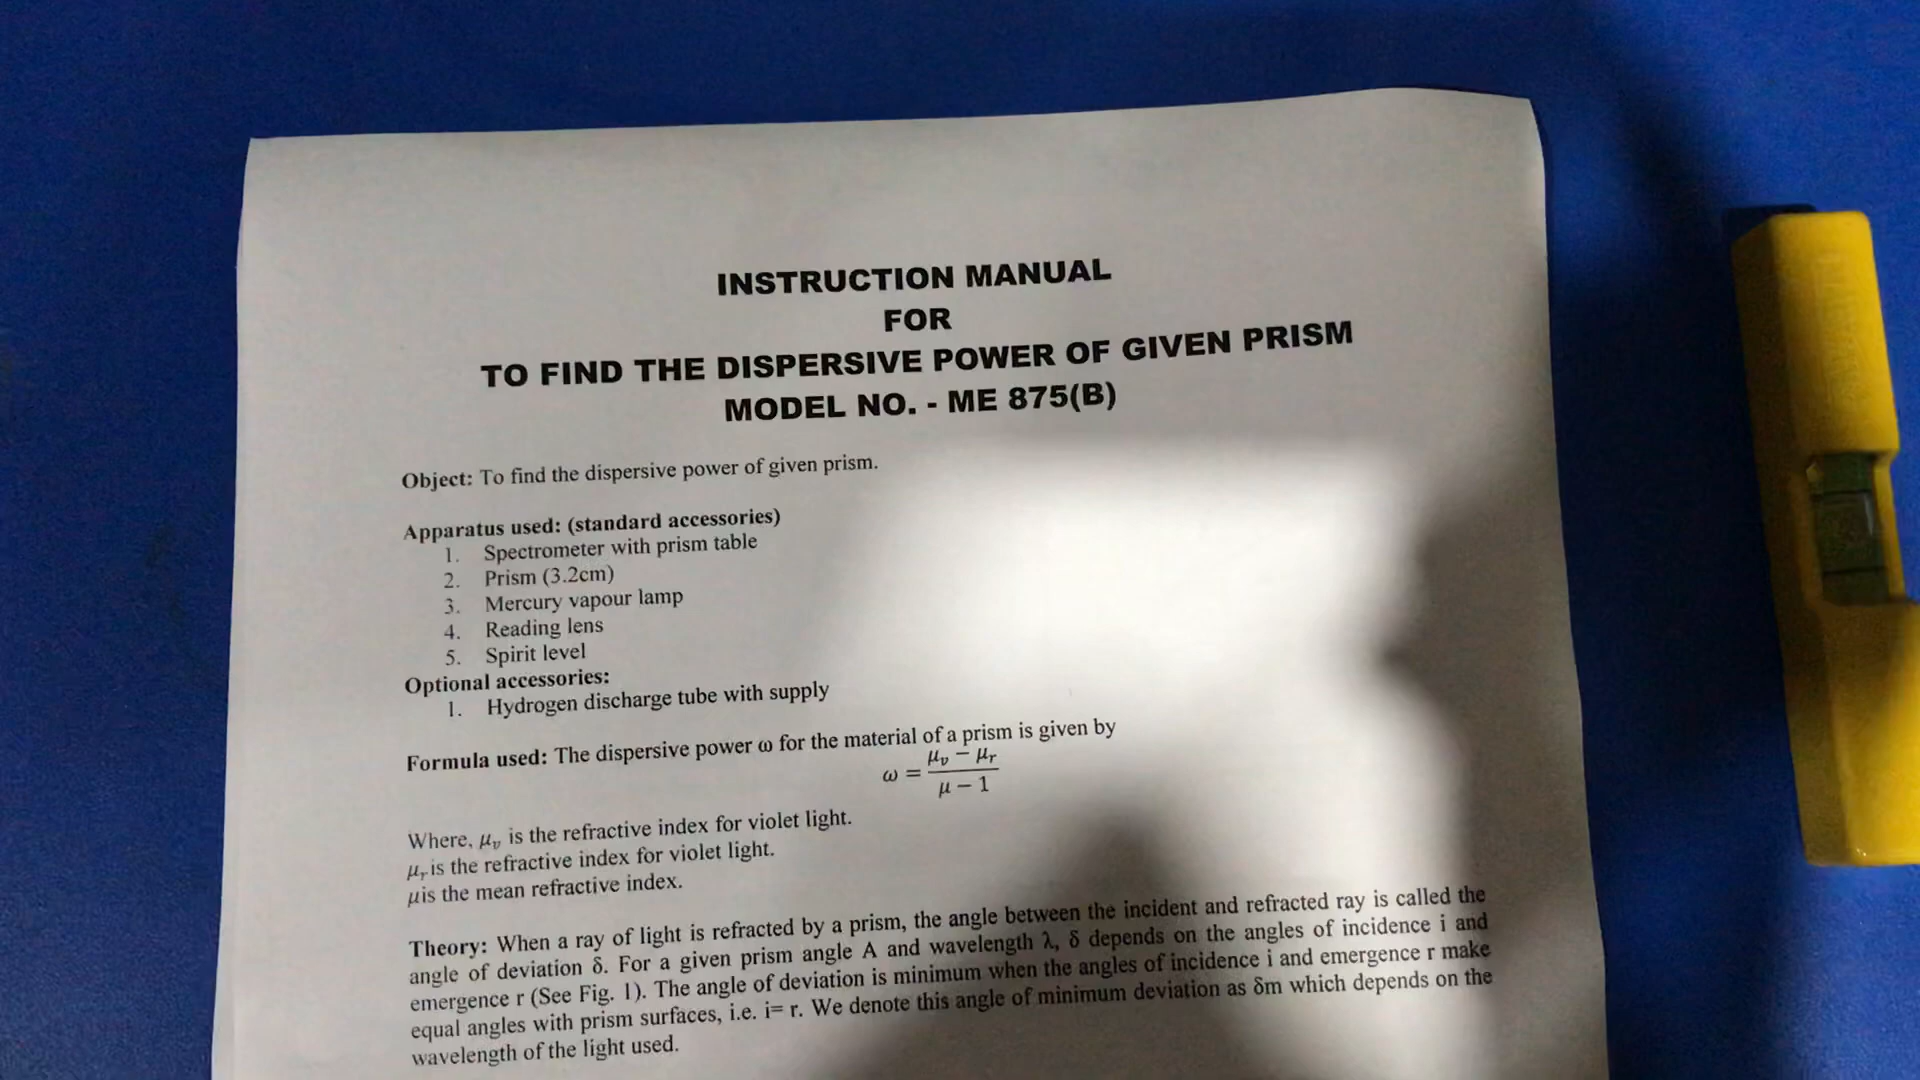 INSTRUCTION MANUAL
FOR
TO FIND THE DISPERSIVE POWER OF GIVEN PRISM
MODEL NO. - ME 875(B)
Object: To find the dispersive power of given prism.
Apparatus used: (standard accessories)
1. Spectrometer with prism table
2. Prism (3.2cm)
3. Mercury vapour lamp
4. Reading lens
5. Spirit level
Optional accessories:
1. Hydrogen discharge tube with supply
Formula used: The dispersive power ω for the material of a prism is given by
ω = (μv − μr) / (μ − 1)
Where, μv is the refractive index for violet light.
μr is the refractive index for violet light.
μis the mean refractive index.
Theory: When a ray of light is refracted by a prism, the angle between the incident and refracted ray is called the
angle of deviation δ. For a given prism angle A and wavelength λ, δ depends on the angles of incidence i and
emergence r (See Fig. 1). The angle of deviation is minimum when the angles of incidence i and emergence r make
equal angles with prism surfaces, i.e. i= r. We denote this angle of minimum deviation as δm which depends on the
wavelength of the light used.